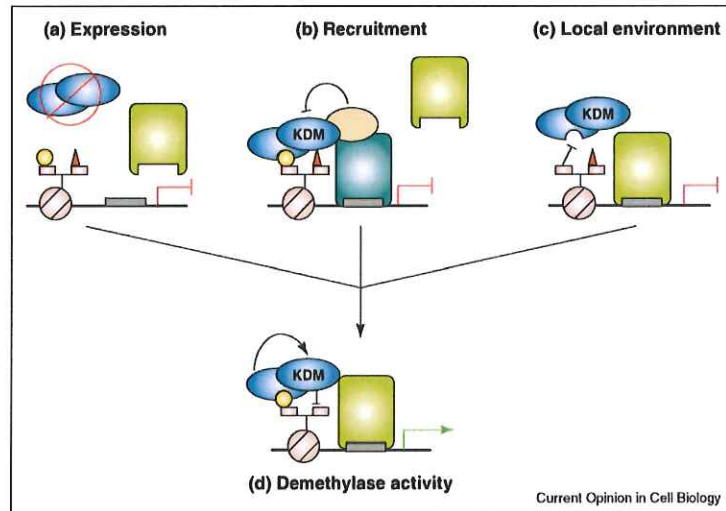 (a) Expression
(b) Recruitment
(c) Local environment
KDM
KDM
KDM
(d) Demethylase activity
Current Opinion in Cell Biology